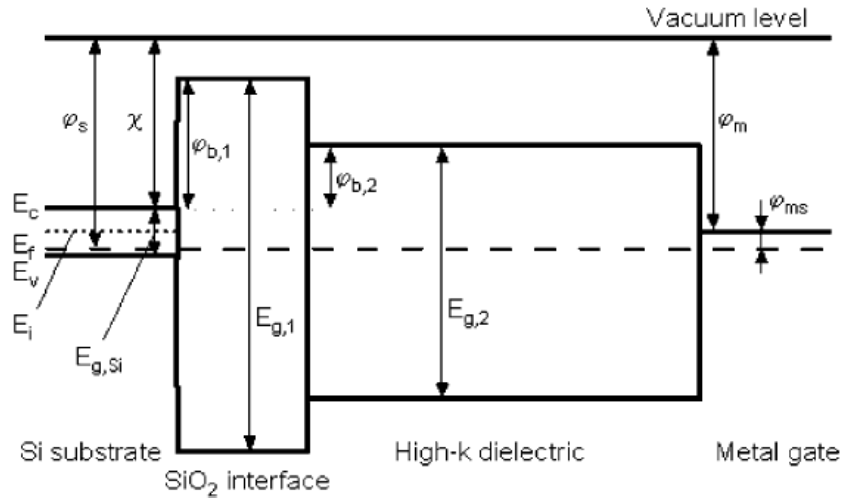 Vacuum level
φs
χ
φb,1
φb,2
φm
φms
Ec
Ef
Ev
Ei
Eg,Si
Eg,1
Eg,2
Si substrate
SiO2 interface
High-k dielectric
Metal gate